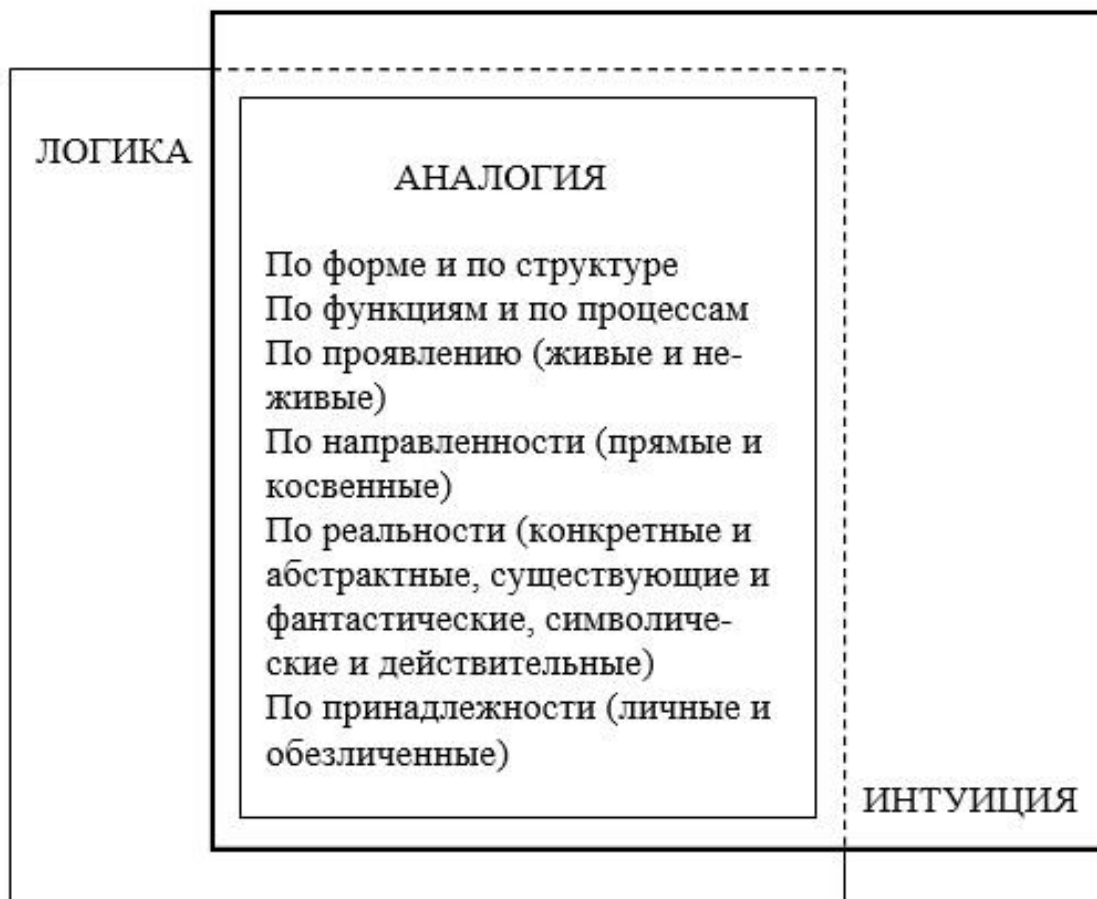 ЛОГИКА
АНАЛОГИЯ
По форме и по структуре
По функциям и по процессам
По проявлению (живые и не-
живые)
По направленности (прямые и
косвенные)
По реальности (конкретные и
абстрактные, существующие и
фантастические, символиче-
ские и действительные)
По принадлежности (личные и
обезличенные)
ИНТУИЦИЯ